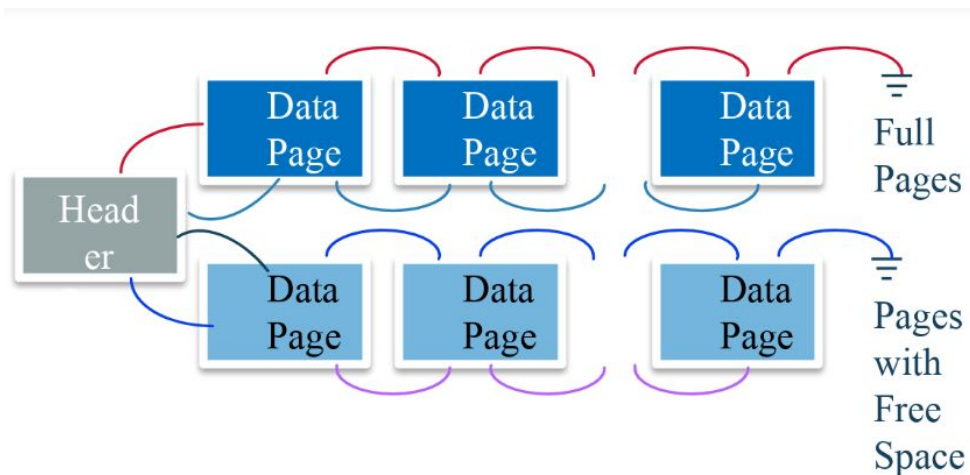 Data
Page
Data
Page
Data
Page
Full
Pages
Head
er
Data
Page
Data
Page
Data
Page
Pages
with
Free
Space